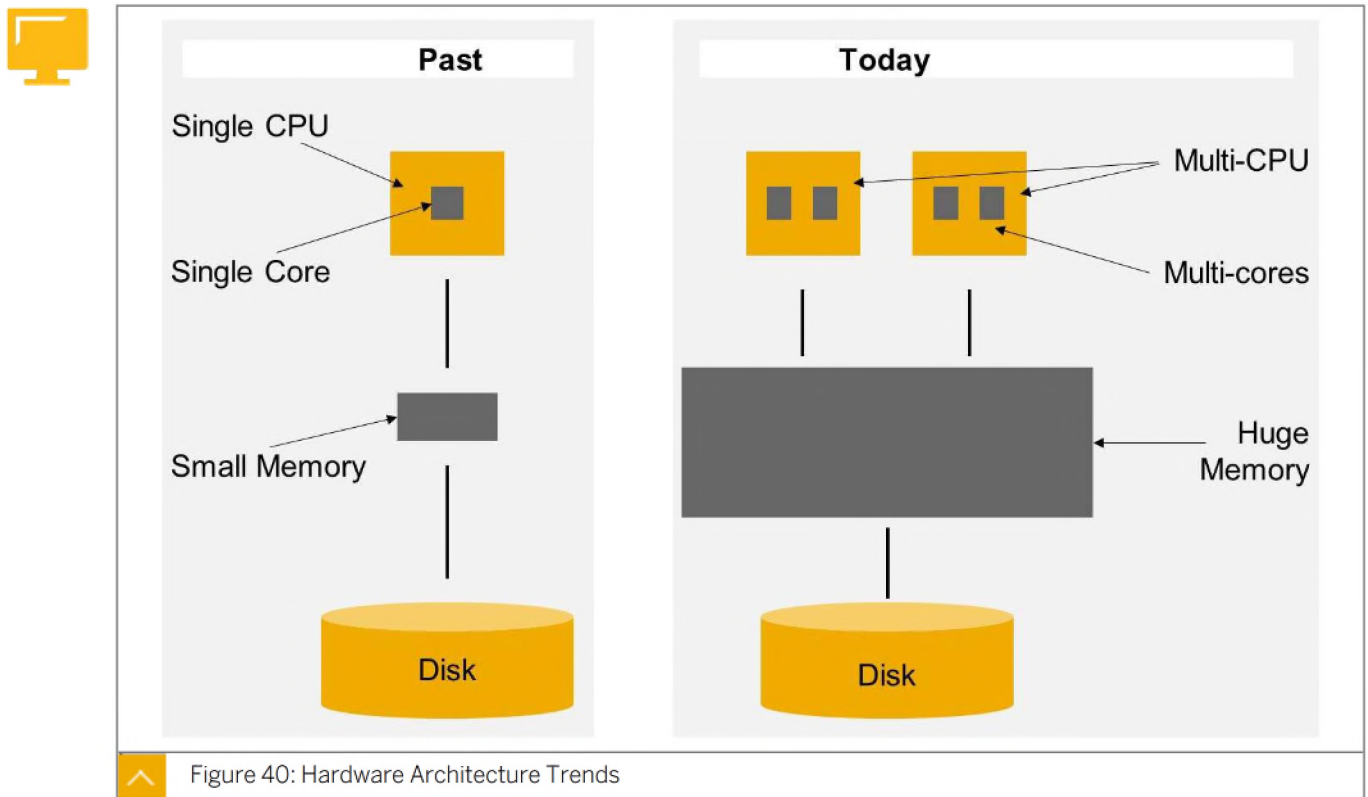 Past
Single CPU
Single Core
Small Memory
Disk
Today
Multi-CPU
Multi-cores
Huge
Memory
Disk
Figure 40: Hardware Architecture Trends